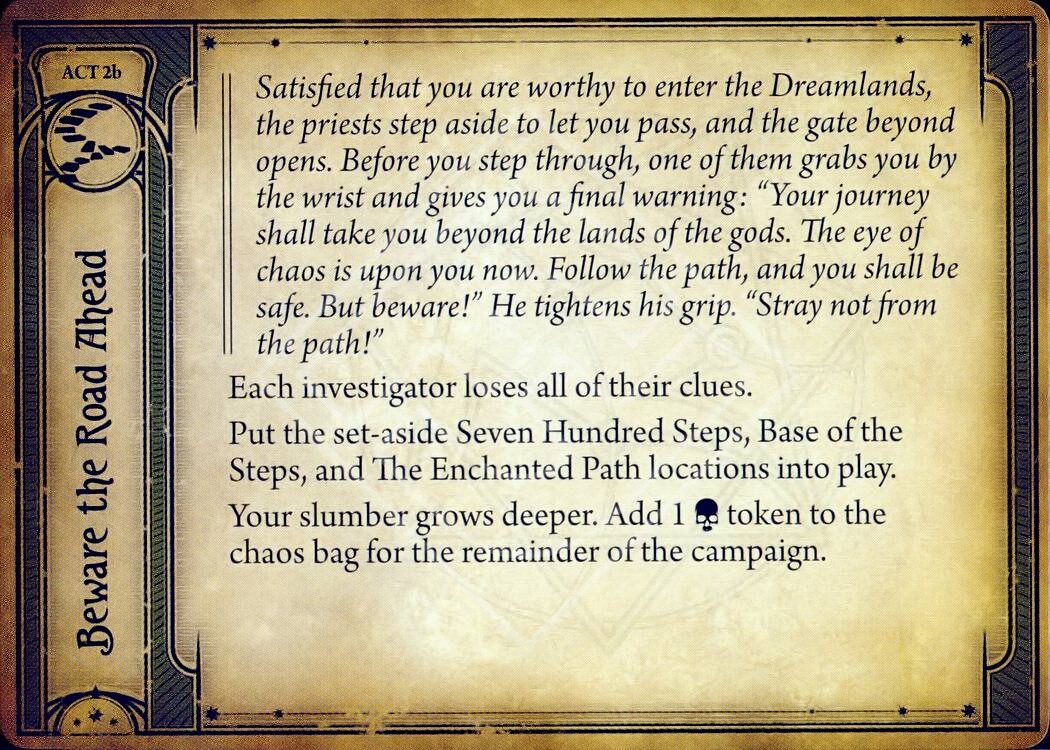 ACT 2b
Beware the Road Ahead
Satisfied that you are worthy to enter the Dreamlands,
the priests step aside to let you pass, and the gate beyond
opens. Before you step through, one of them grabs you by
the wrist and gives you a final warning: “Your journey
shall take you beyond the lands of the gods. The eye of
chaos is upon you now. Follow the path, and you shall be
safe. But beware!” He tightens his grip. “Stray not from
the path!”
Each investigator loses all of their clues.
Put the set-aside Seven Hundred Steps, Base of the
Steps, and The Enchanted Path locations into play.
Your slumber grows deeper. Add 1 token to the
chaos bag for the remainder of the campaign.